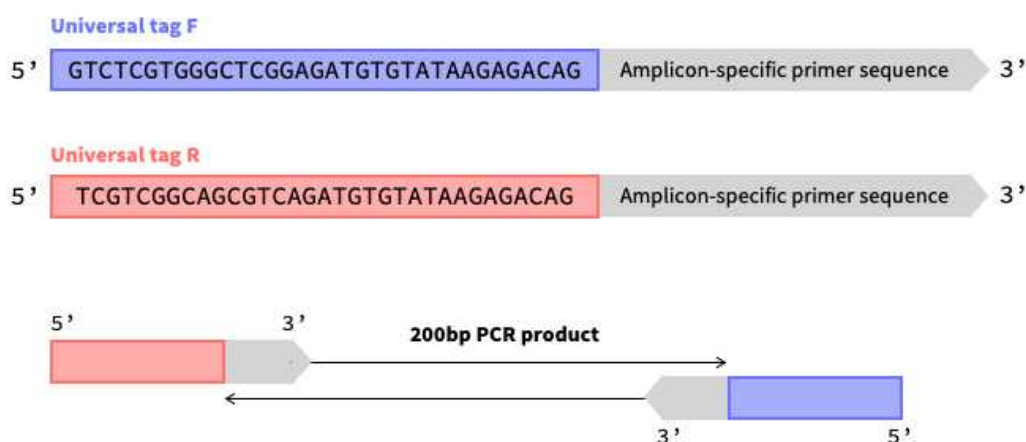 Universal tag F
5’ GTCTCGTGGGCTCGGAGATGTGTATAAGAGACAG Amplicon-specific primer sequence 3’
Universal tag R
5’ TCGTCGGCAGCGTCAGATGTGTATAAGAGACAG Amplicon-specific primer sequence 3’
5’ 3’
200bp PCR product
3’ 5’